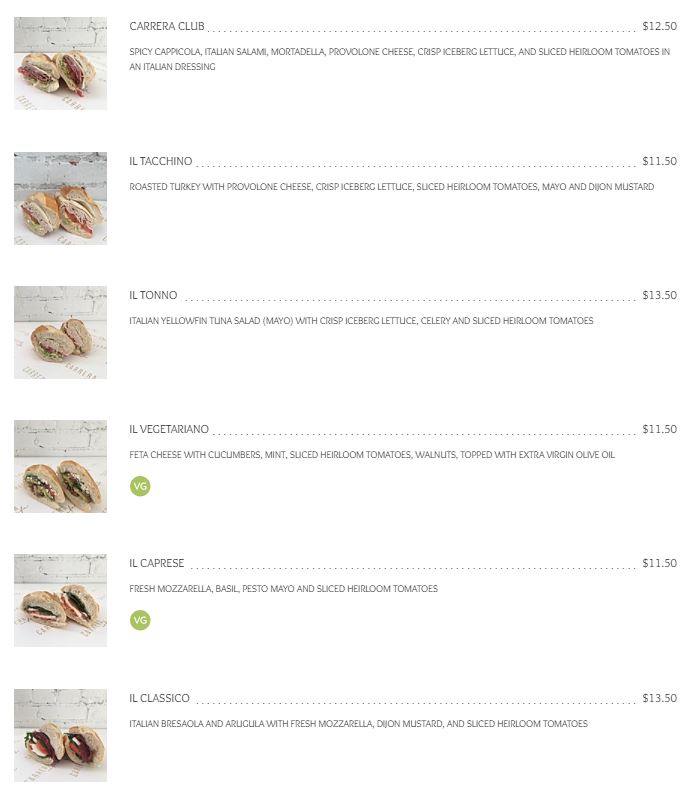 CARRERA CLUB $12.50
SPICY CAPPICOLA, ITALIAN SALAMI, MORTADELLA, PROVOLONE CHEESE, CRISP ICEBERG LETTUCE, AND SLICED HEIRLOOM TOMATOES IN
AN ITALIAN DRESSING
IL TACCHINO $11.50
ROASTED TURKEY WITH PROVOLONE CHEESE, CRISP ICEBERG LETTUCE, SLICED HEIRLOOM TOMATOES, MAYO AND DIJON MUSTARD
IL TONNO $13.50
ITALIAN YELLOWFIN TUNA SALAD (MAYO) WITH CRISP ICEBERG LETTUCE, CELERY AND SLICED HEIRLOOM TOMATOES
IL VEGETARIANO $11.50
FETA CHEESE WITH CUCUMBERS, MINT, SLICED HEIRLOOM TOMATOES, WALNUTS, TOPPED WITH EXTRA VIRGIN OLIVE OIL
VG
IL CAPRESE $11.50
FRESH MOZZARELLA, BASIL, PESTO MAYO AND SLICED HEIRLOOM TOMATOES
VG
IL CLASSICO $13.50
ITALIAN BRESAOLA AND ARUGULA WITH FRESH MOZZARELLA, DIJON MUSTARD, AND SLICED HEIRLOOM TOMATOES